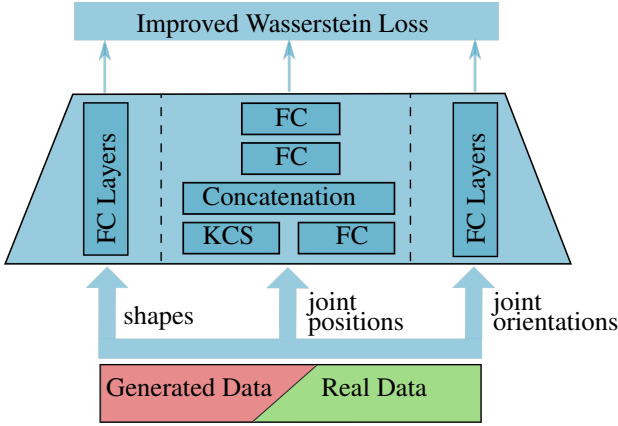 Improved Wasserstein Loss
FC Layers
FC
FC
Concatenation
KCS
FC
FC Layers
shapes
joint
positions
joint
orientations
Generated Data
Real Data